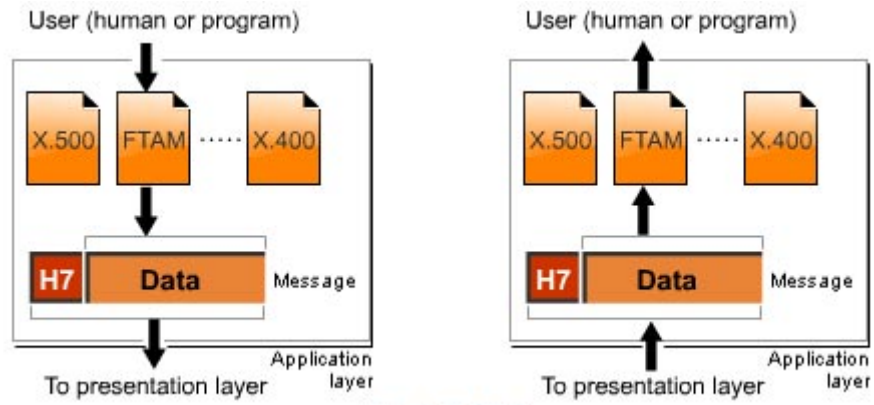 User (human or program)
X.500 FTAM ..... X.400
H7 Data Message
Application
layer
To presentation layer
User (human or program)
X.500 FTAM ..... X.400
H7 Data Message
Application
layer
To presentation layer